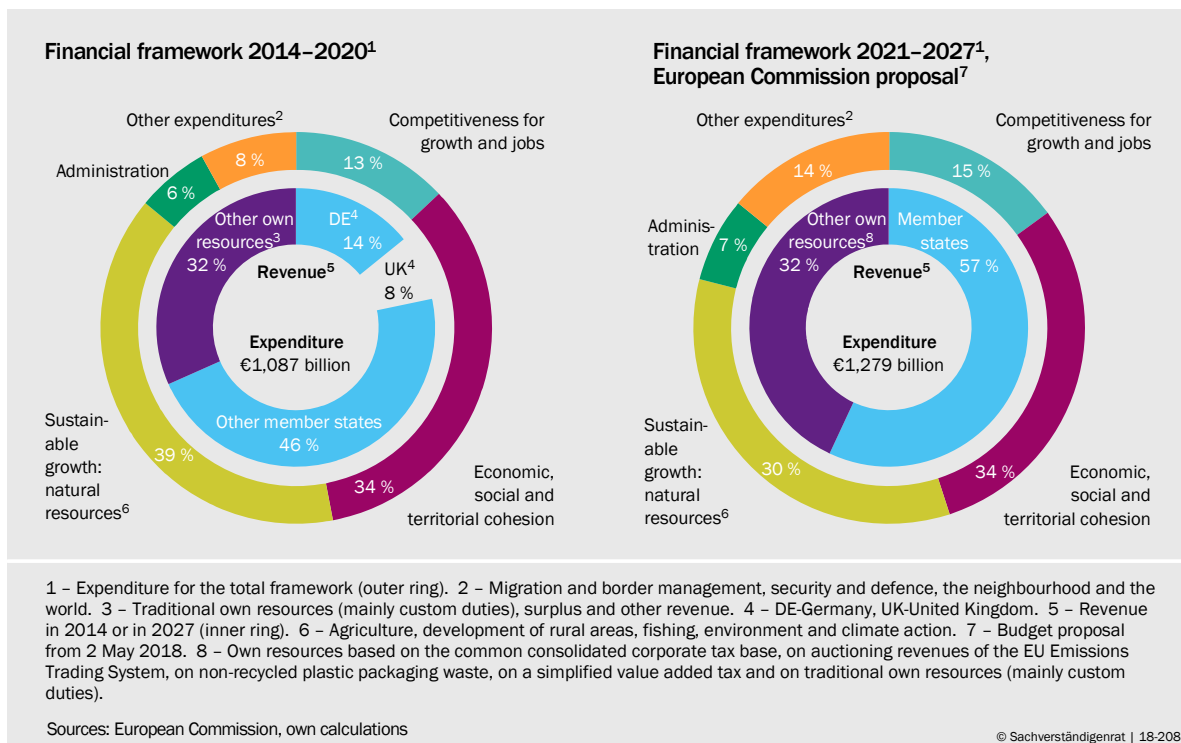 Financial framework 2014–2020¹
Other expenditures²
Competitiveness for
growth and jobs
Administration
8 %
13 %
6 %
Other own
resources³
32 %
DE⁴
14 %
Revenue⁵
UK⁴
8 %
Expenditure
€1,087 billion
Other member states
46 %
39 %
34 %
Sustain-
able
growth:
natural
resources⁶
Economic,
social and
territorial cohesion
Financial framework 2021–2027¹,
European Commission proposal⁷
Other expenditures²
Competitiveness for
growth and jobs
14 %
15 %
Adminis-
tration
7 %
Other own
resources⁸
32 %
Member
states
57 %
Revenue⁵
Expenditure
€1,279 billion
30 %
34 %
Sustain-
able
growth:
natural
resources⁶
Economic,
social and
territorial cohesion
1 – Expenditure for the total framework (outer ring). 2 – Migration and border management, security and defence, the neighbourhood and the
world. 3 – Traditional own resources (mainly custom duties), surplus and other revenue. 4 – DE-Germany, UK-United Kingdom. 5 – Revenue
in 2014 or in 2027 (inner ring). 6 – Agriculture, development of rural areas, fishing, environment and climate action. 7 – Budget proposal
from 2 May 2018. 8 – Own resources based on the common consolidated corporate tax base, on auctioning revenues of the EU Emissions
Trading System, on non-recycled plastic packaging waste, on a simplified value added tax and on traditional own resources (mainly custom
duties).
Sources: European Commission, own calculations
© Sachverständigenrat | 18-208